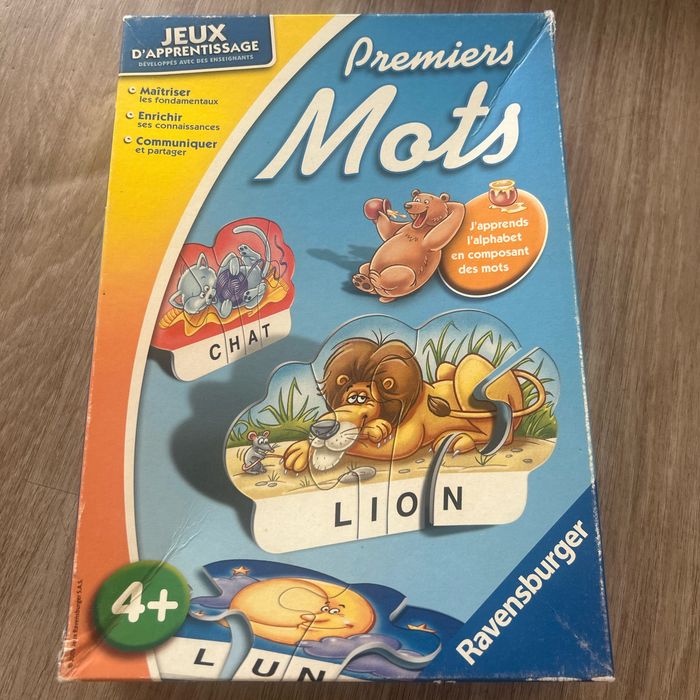 JEUX
D'APPRENTISSAGE
DÉVELOPPÉS AVEC DES ENSEIGNANTS
Maîtriser
les fondamentaux
Enrichir
ses connaissances
Communiquer
et partager
Premiers
Mots
J'apprends
l'alphabet
en composant
des mots
CHAT
LION
LUN
4+
Ravensburger
Ravensburger S.A.S.